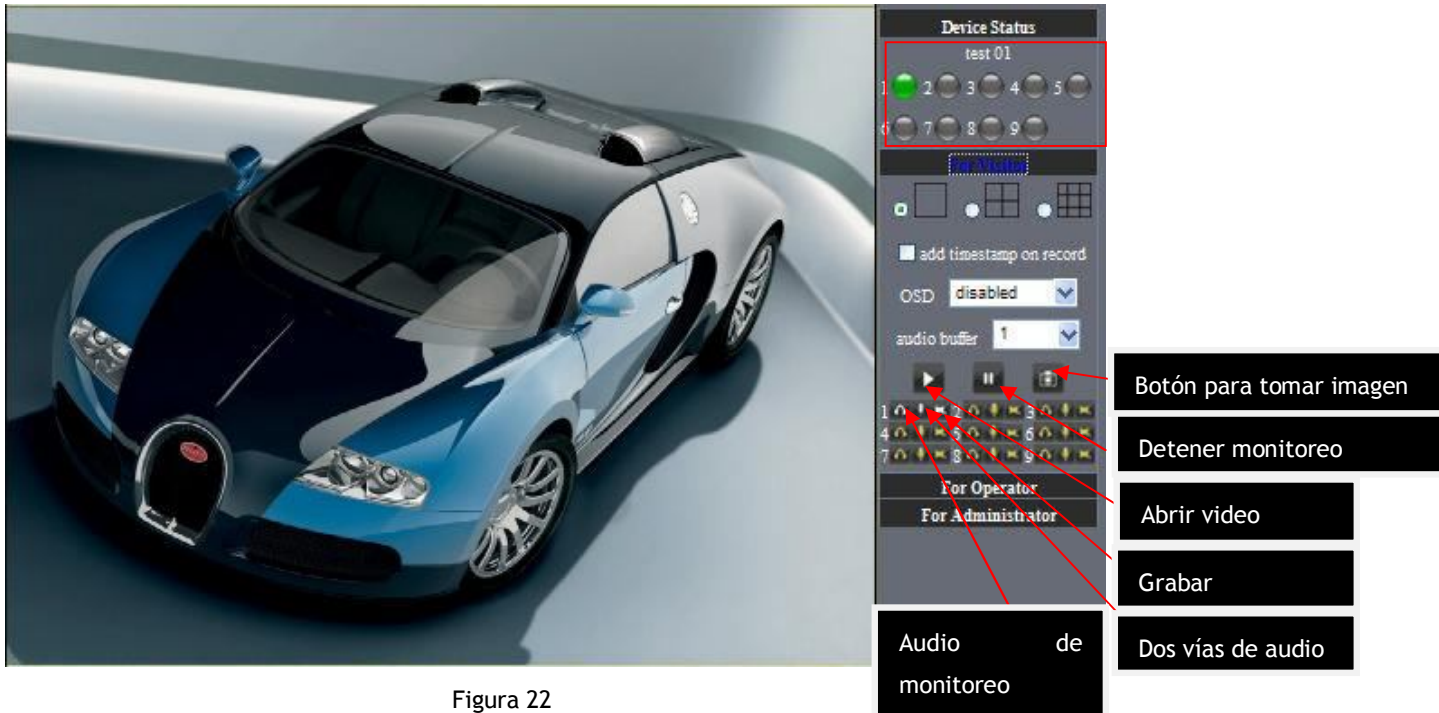 Device Status
test 01
1 2 3 4 5
6 7 8 9
For Visitor
add timestamp on record
OSD disabled
audio buffer 1
1 2 3
4 5 6
7 8 9
For Operator
For Administrator
Botón para tomar imagen
Detener monitoreo
Abrir video
Grabar
Dos vías de audio
Audio de
monitoreo
Figura 22